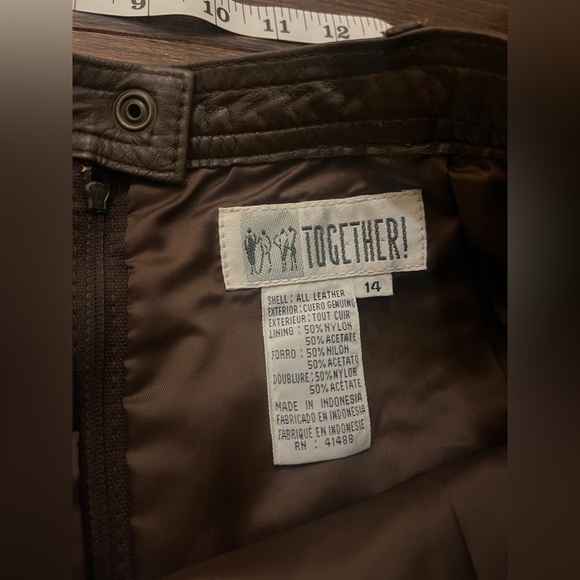 9 10 11 12
TOGETHER!
14
SHELL: ALL LEATHER
EXTERIOR: CUERO GENUINO
EXTERIEUR: TOUT CUIR
LINING : 50% NYLON
50% ACETATE
FORRO : 50% NILON
50% ACETATO
DOUBLURE: 50% NYLON
50% ACÉTATE
MADE IN INDONESIA
FABRICADO EN INDONESIA
FABRIQUÉ EN INDONESIE
RN : 41488